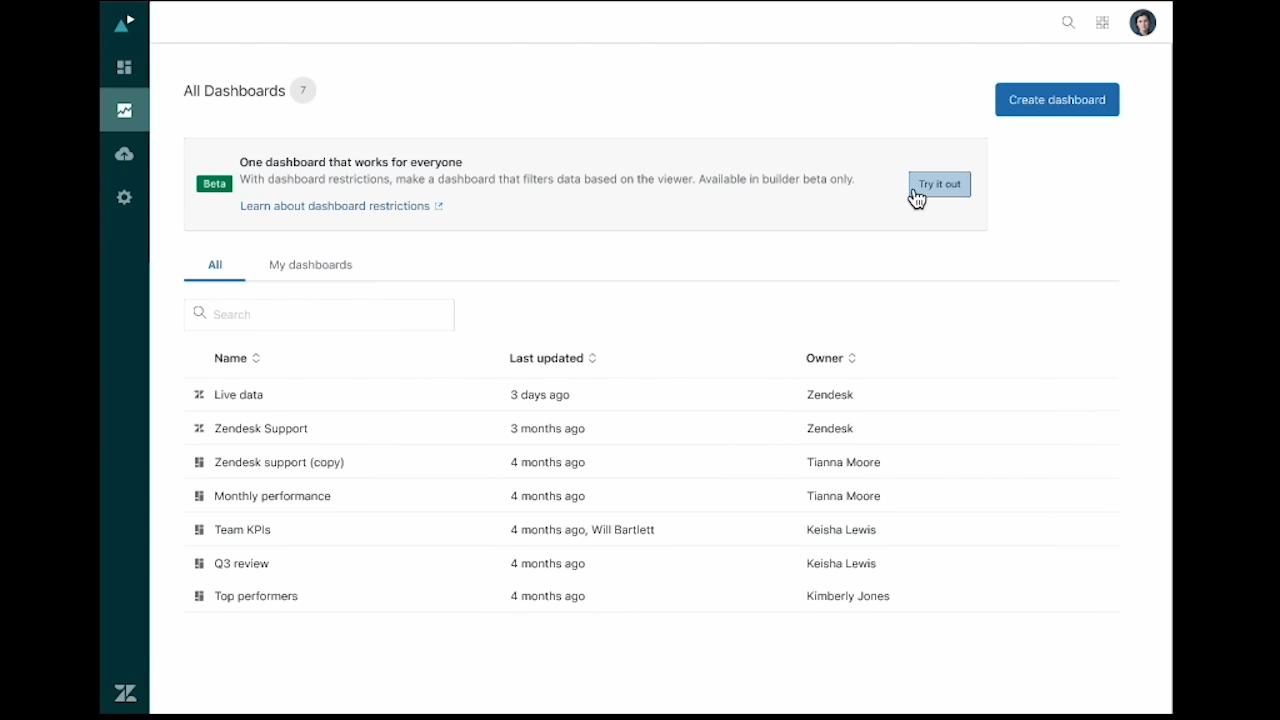 All Dashboards 7
Create dashboard
One dashboard that works for everyone
Beta
With dashboard restrictions, make a dashboard that filters data based on the viewer. Available in builder beta only.
Try it out
Learn about dashboard restrictions
All My dashboards
Search
Name Last updated Owner
Live data 3 days ago Zendesk
Zendesk Support 3 months ago Zendesk
Zendesk support (copy) 4 months ago Tianna Moore
Monthly performance 4 months ago Tianna Moore
Team KPIs 4 months ago, Will Bartlett Keisha Lewis
Q3 review 4 months ago Keisha Lewis
Top performers 4 months ago Kimberly Jones